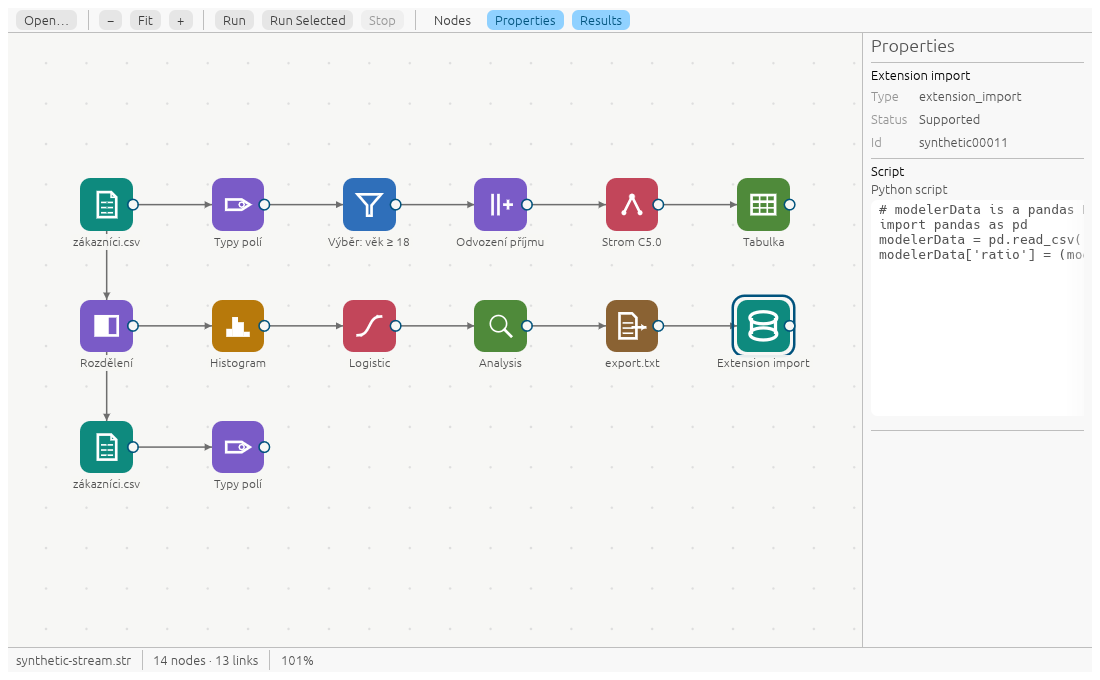 Open...
−
Fit
+
Run
Run Selected
Stop
Nodes
Properties
Results
zákazníci.csv
Typy polí
Výběr: věk ≥ 18
Odvození příjmu
Strom C5.0
Tabulka
Rozdělení
Histogram
Logistic
Analysis
export.txt
Extension import
zákazníci.csv
Typy polí
Properties
Extension import
Type extension_import
Status Supported
Id synthetic00011
Script
Python script
# modelerData is a pandas
import pandas as pd
modelerData = pd.read_csv(
modelerData['ratio'] = (mo
synthetic-stream.str
14 nodes · 13 links
101%